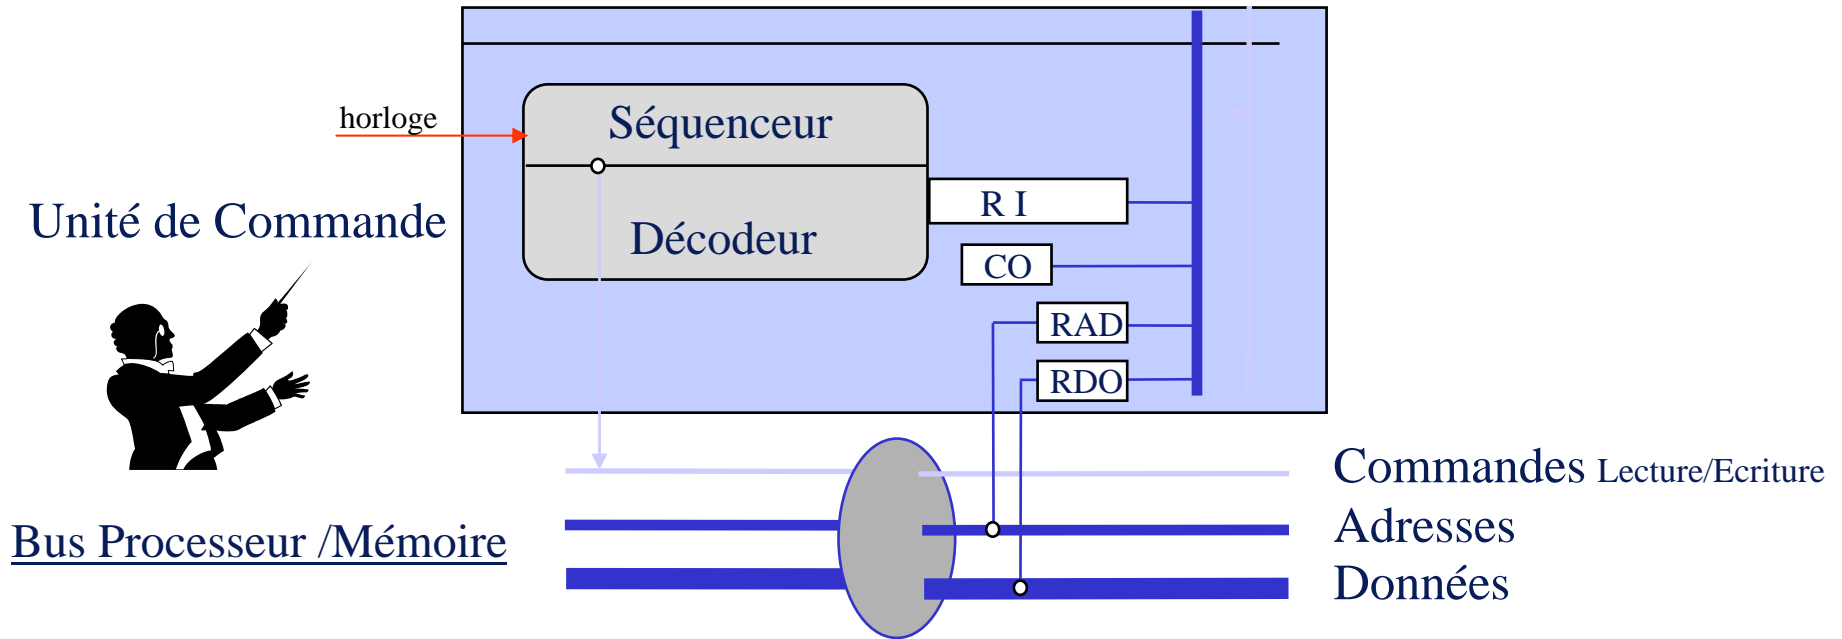 horloge
Séquenceur
Décodeur
Unité de Commande
R I
CO
RAD
RDO
Commandes Lecture/Ecriture
Adresses
Bus Processeur /Mémoire
Données